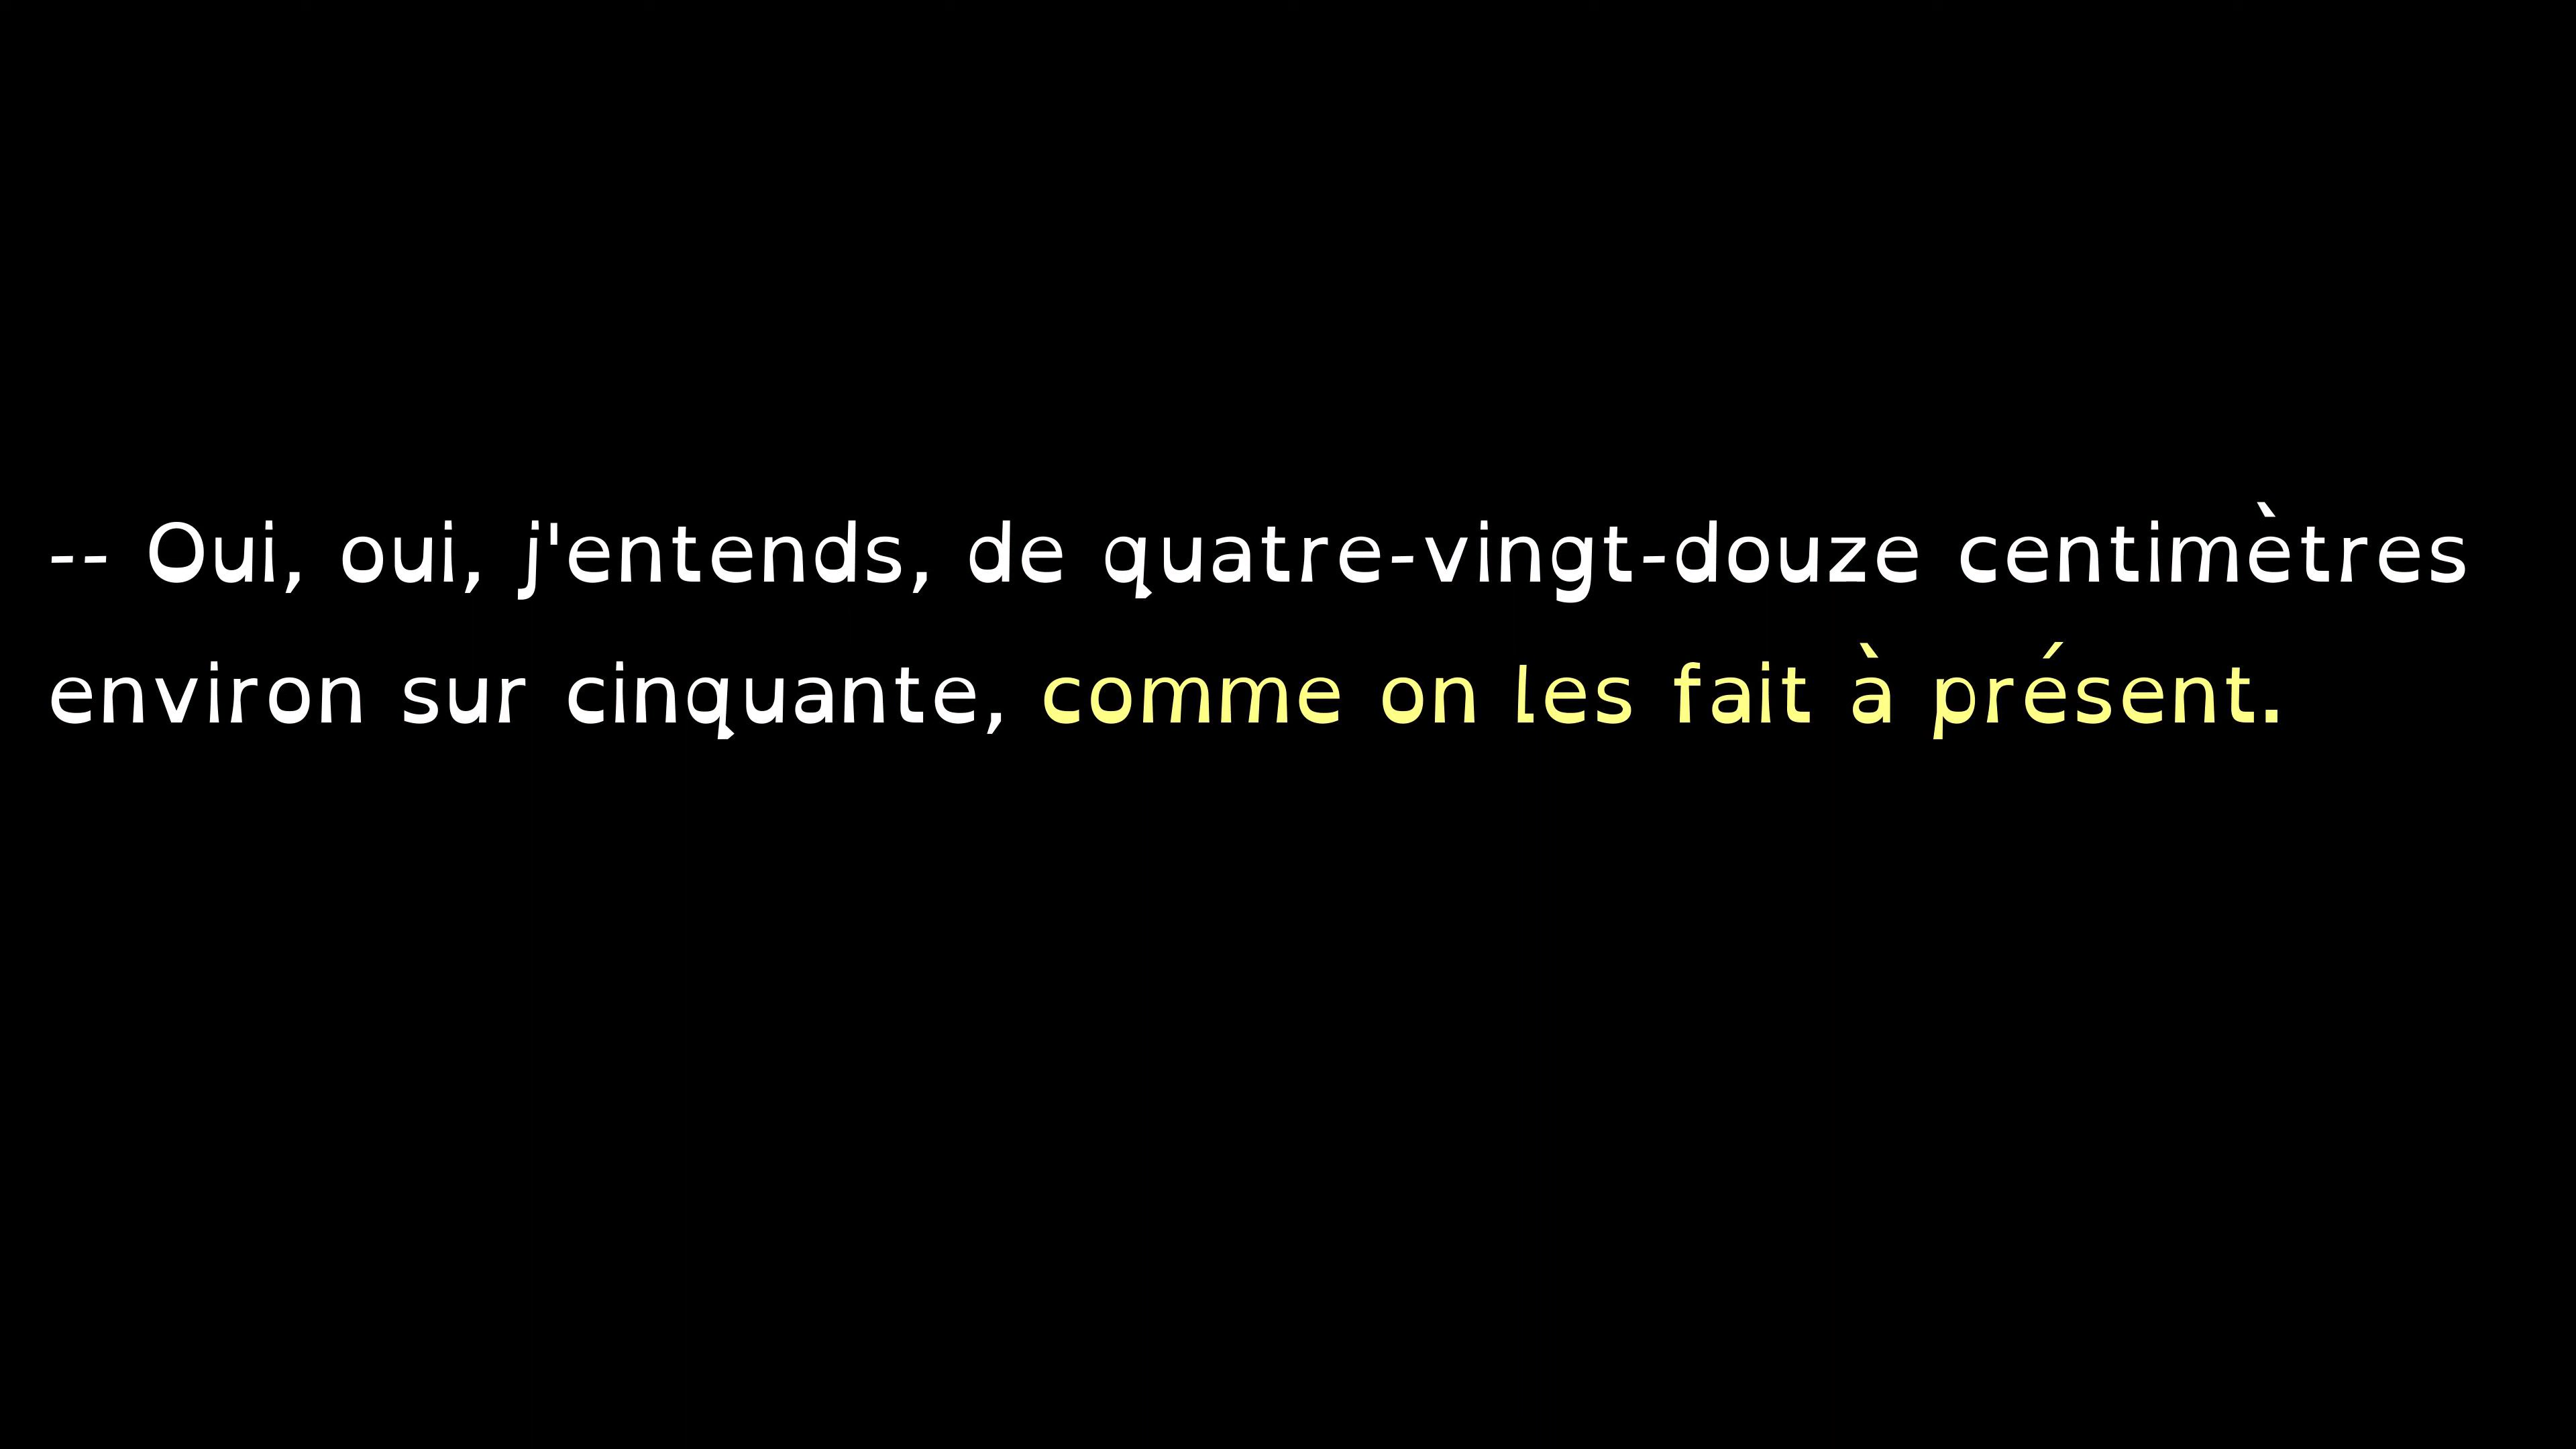 -- Oui, oui, j'entends, de quatre-vingt-douze centimètres
environ sur cinquante, comme on les fait à présent.